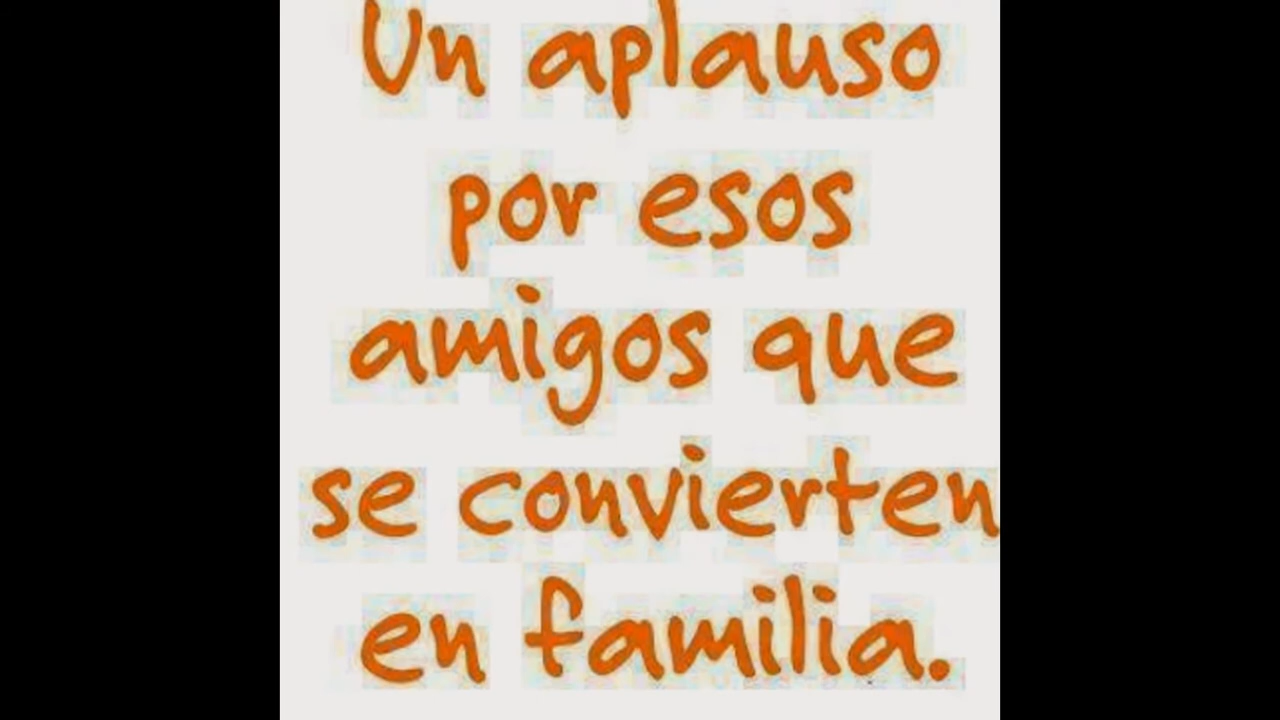 Un aplauso
por esos
amigos que
se convierten
en familia.